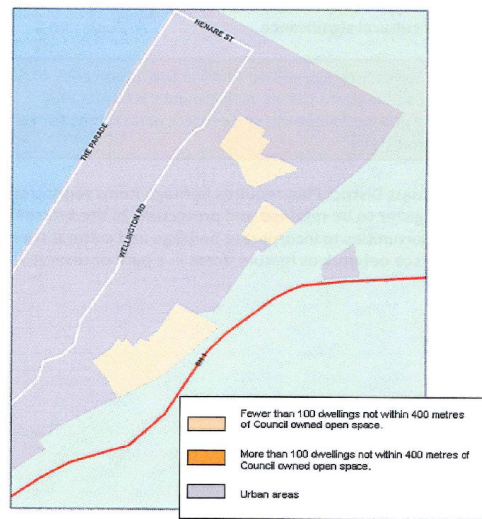 HENARE ST
THE PARADE
WELLINGTON RD
SH 1
Fewer than 100 dwellings not within 400 metres
of Council owned open space.
More than 100 dwellings not within 400 metres of
Council owned open space.
Urban areas